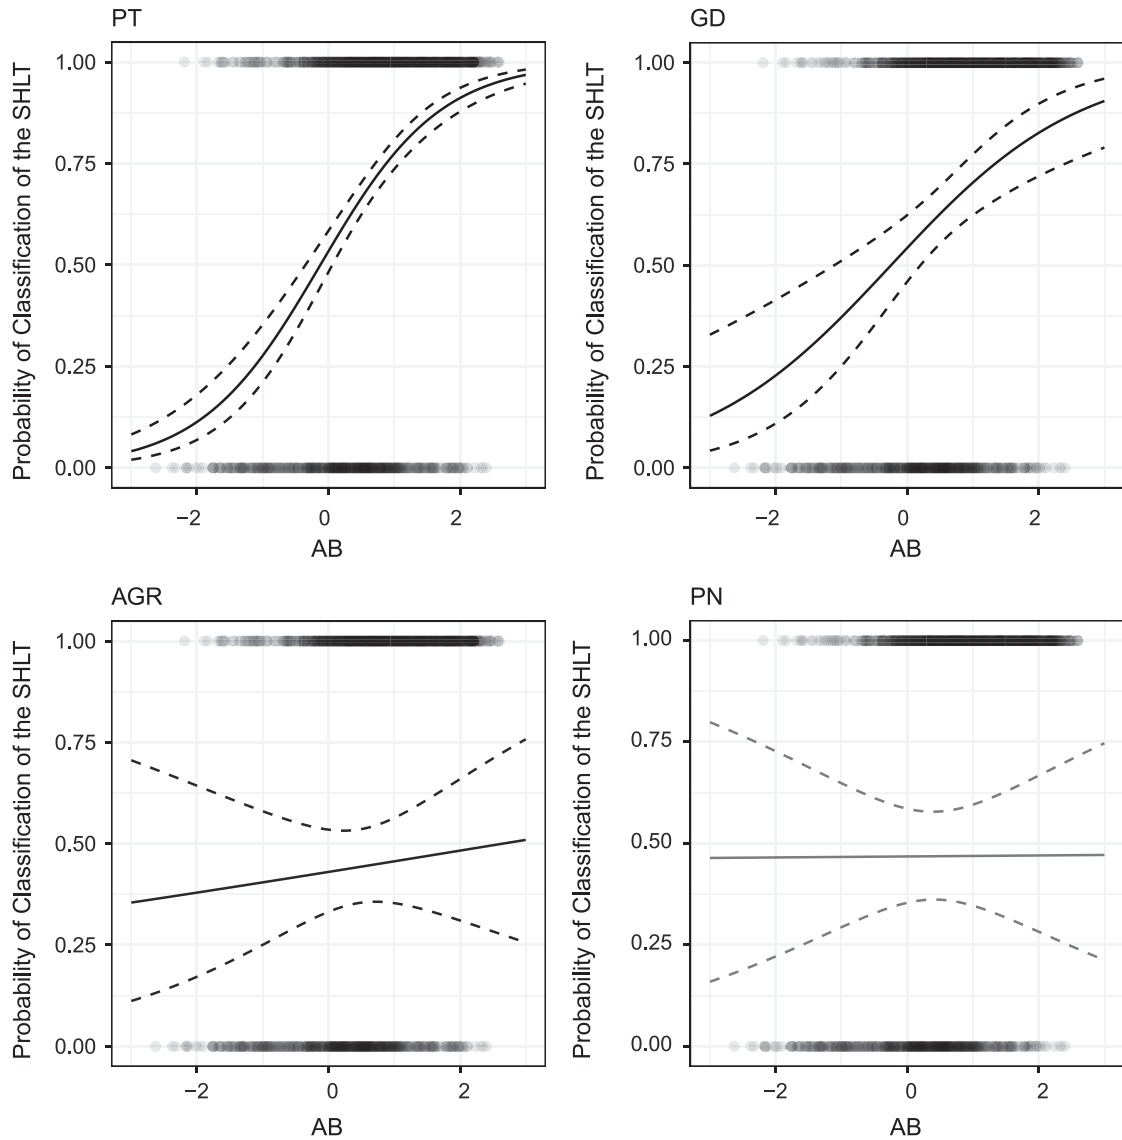 PT
Probability of Classification of the SHLT
1.00
0.75
0.50
0.25
0.00
−2
0
2
AB
GD
Probability of Classification of the SHLT
1.00
0.75
0.50
0.25
0.00
−2
0
2
AB
AGR
Probability of Classification of the SHLT
1.00
0.75
0.50
0.25
0.00
−2
0
2
AB
PN
Probability of Classification of the SHLT
1.00
0.75
0.50
0.25
0.00
−2
0
2
AB